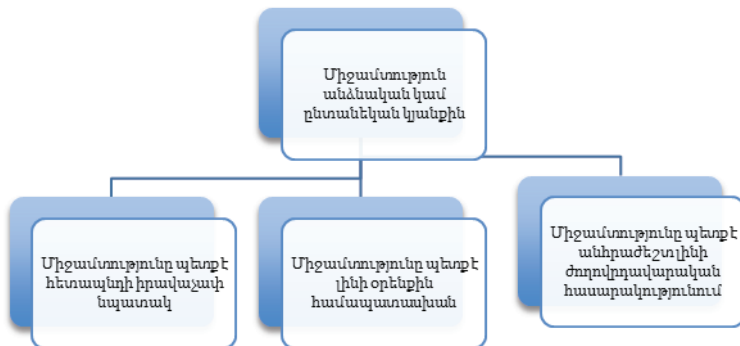 Միջամտություն
անձնական կամ
ընտանեկան կյանքին
Միջամտությունը պետք է
հետապնդի իրավաչափ
նպատակ
Միջամտությունը պետք է
լինի օրենքին
համապատասխան
Միջամտությունը պետք է
անհրաժեշտ լինի
ժողովրդավարական
հասարակությունում